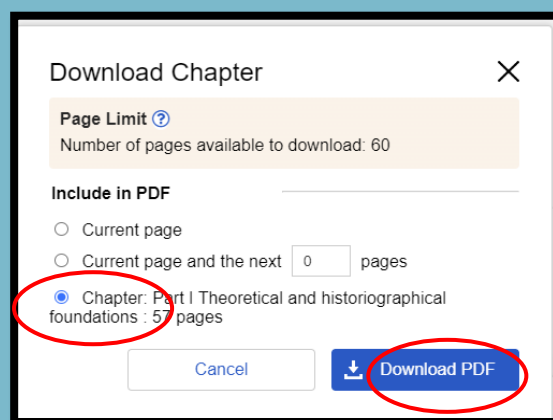 Download Chapter
Page Limit ?
Number of pages available to download: 60
Include in PDF
Current page
Current page and the next 0 pages
Chapter: Part I Theoretical and historiographical
foundations : 57 pages
Cancel Download PDF